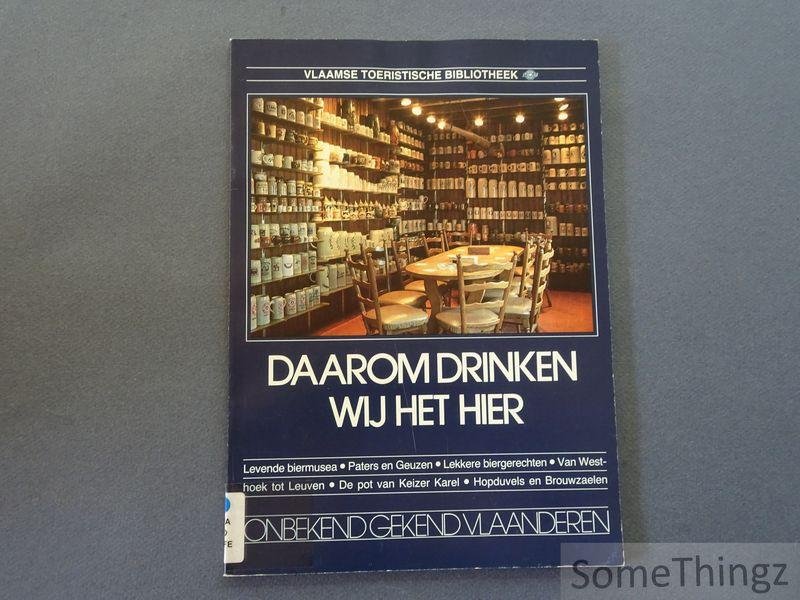 VLAAMSE TOERISTISCHE BIBLIOTHEEK
DAAROM DRINKEN
WIJ HET HIER
Levende biermusea • Paters en Geuzen • Lekkere biergerechten • Van West-
hoek tot Leuven • De pot van Keizer Karel • Hopduvels en Brouwzaelen
ONBEKEND GEKEND VLAANDEREN
SomeThingz